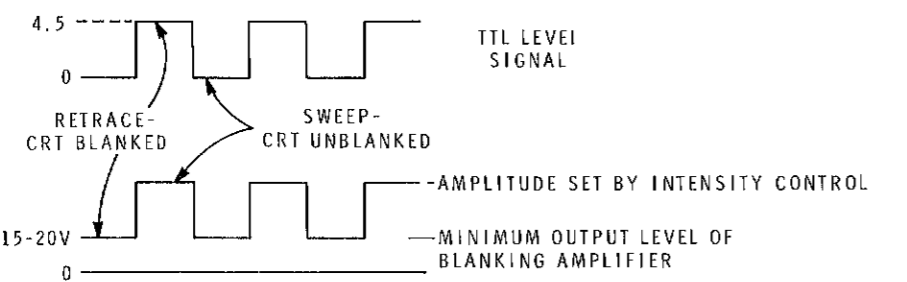 4.5
TTL LEVEL
SIGNAL
0
RETRACE-
CRT BLANKED
SWEEP-
CRT UNBLANKED
AMPLITUDE SET BY INTENSITY CONTROL
15-20V
MINIMUM OUTPUT LEVEL OF
BLANKING AMPLIFIER
0